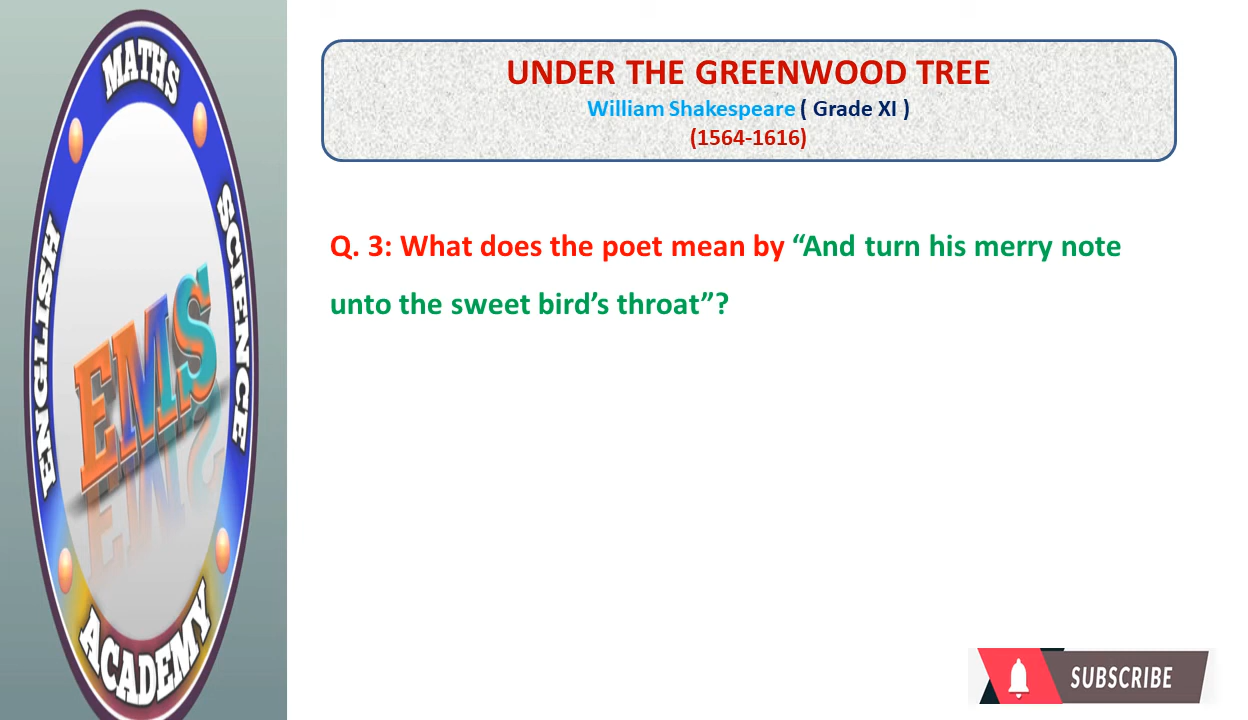 MATHS
SCIENCE
ENGLISH
EMS
ACADEMY
UNDER THE GREENWOOD TREE
William Shakespeare ( Grade XI )
(1564-1616)
Q. 3: What does the poet mean by “And turn his merry note
unto the sweet bird’s throat”?
SUBSCRIBE